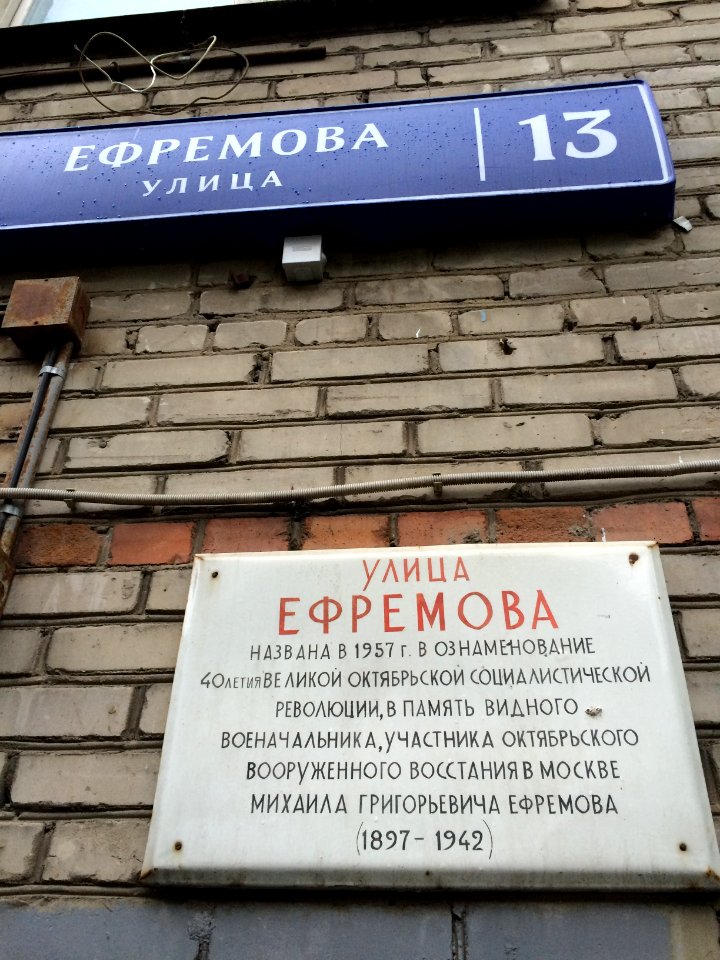 ЕФРЕМОВА 13
УЛИЦА
УЛИЦА
ЕФРЕМОВА
НАЗВАНА В 1957 г. В ОЗНАМЕНОВАНИЕ
40летия ВЕЛИКОЙ ОКТЯБРЬСКОЙ СОЦИАЛИСТИЧЕСКОЙ
РЕВОЛЮЦИИ, В ПАМЯТЬ ВИДНОГО
ВОЕНАЧАЛЬНИКА, УЧАСТНИКА ОКТЯБРЬСКОГО
ВООРУЖЕННОГО ВОССТАНИЯ В МОСКВЕ
МИХАИЛА ГРИГОРЬЕВИЧА ЕФРЕМОВА
(1897 - 1942)